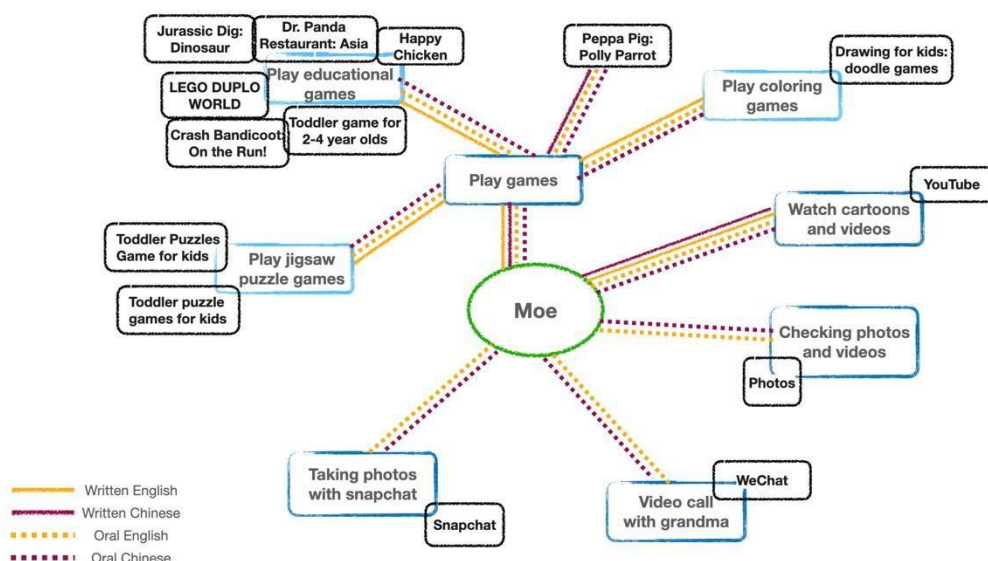 Jurassic Dig:
Dinosaur
Dr. Panda
Restaurant: Asia
Happy
Chicken
Play educational
games
LEGO DUPLO
WORLD
Crash Bandicoot:
On the Run!
Toddler game for
2-4 year olds
Peppa Pig:
Polly Parrot
Drawing for kids:
doodle games
Play coloring
games
Play games
YouTube
Watch cartoons
and videos
Toddler Puzzles
Game for kids
Play jigsaw
puzzle games
Toddler puzzle
games for kids
Moe
Checking photos
and videos
Photos
Taking photos
with snapchat
Snapchat
WeChat
Video call
with grandma
Written English
Written Chinese
Oral English
Oral Chinese